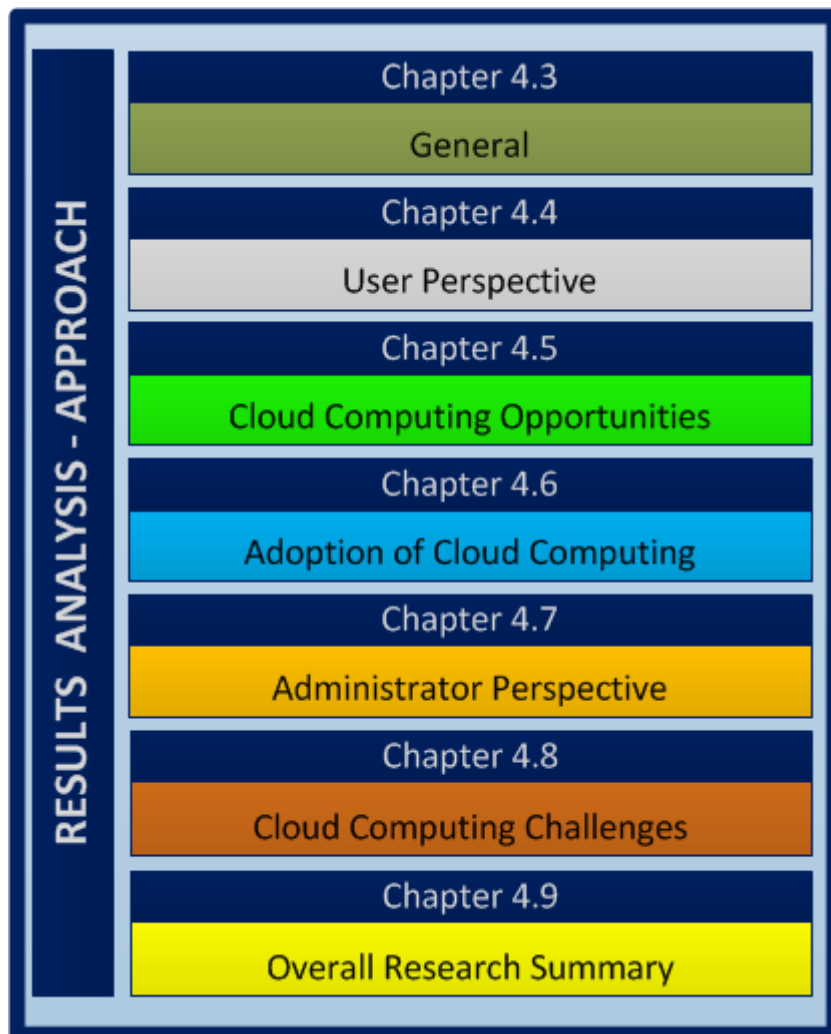 RESULTS ANALYSIS - APPROACH
Chapter 4.3
General
Chapter 4.4
User Perspective
Chapter 4.5
Cloud Computing Opportunities
Chapter 4.6
Adoption of Cloud Computing
Chapter 4.7
Administrator Perspective
Chapter 4.8
Cloud Computing Challenges
Chapter 4.9
Overall Research Summary